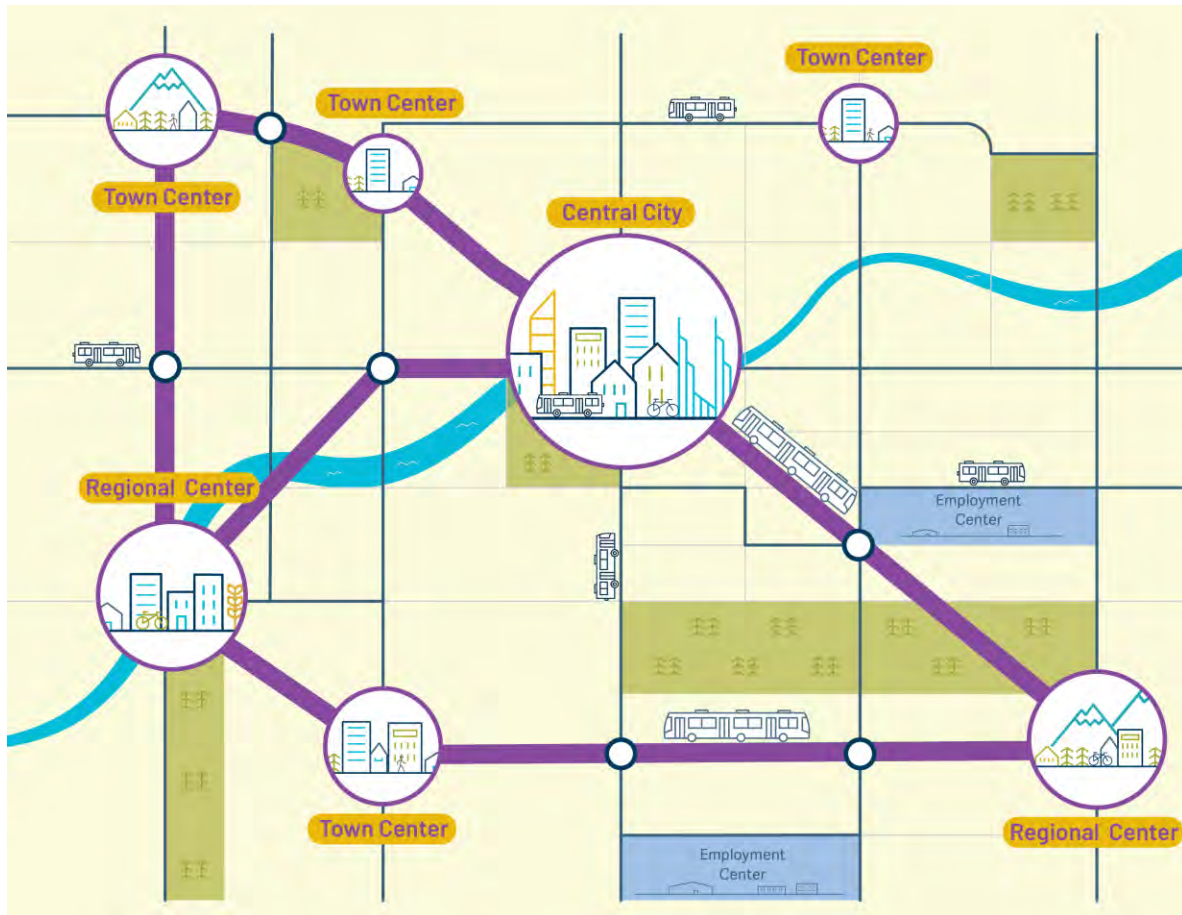 Town Center
Town Center
Town Center
Central City
Regional Center
Employment
Center
Town Center
Regional Center
Employment
Center